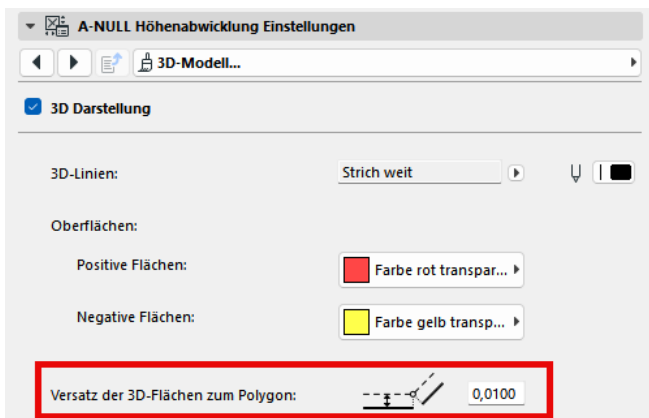 A-NULL Höhenabwicklung Einstellungen
3D-Modell...
3D Darstellung
3D-Linien: Strich weit
Oberflächen:
Positive Flächen: Farbe rot transpar...
Negative Flächen: Farbe gelb transp...
Versatz der 3D-Flächen zum Polygon: 0,0100